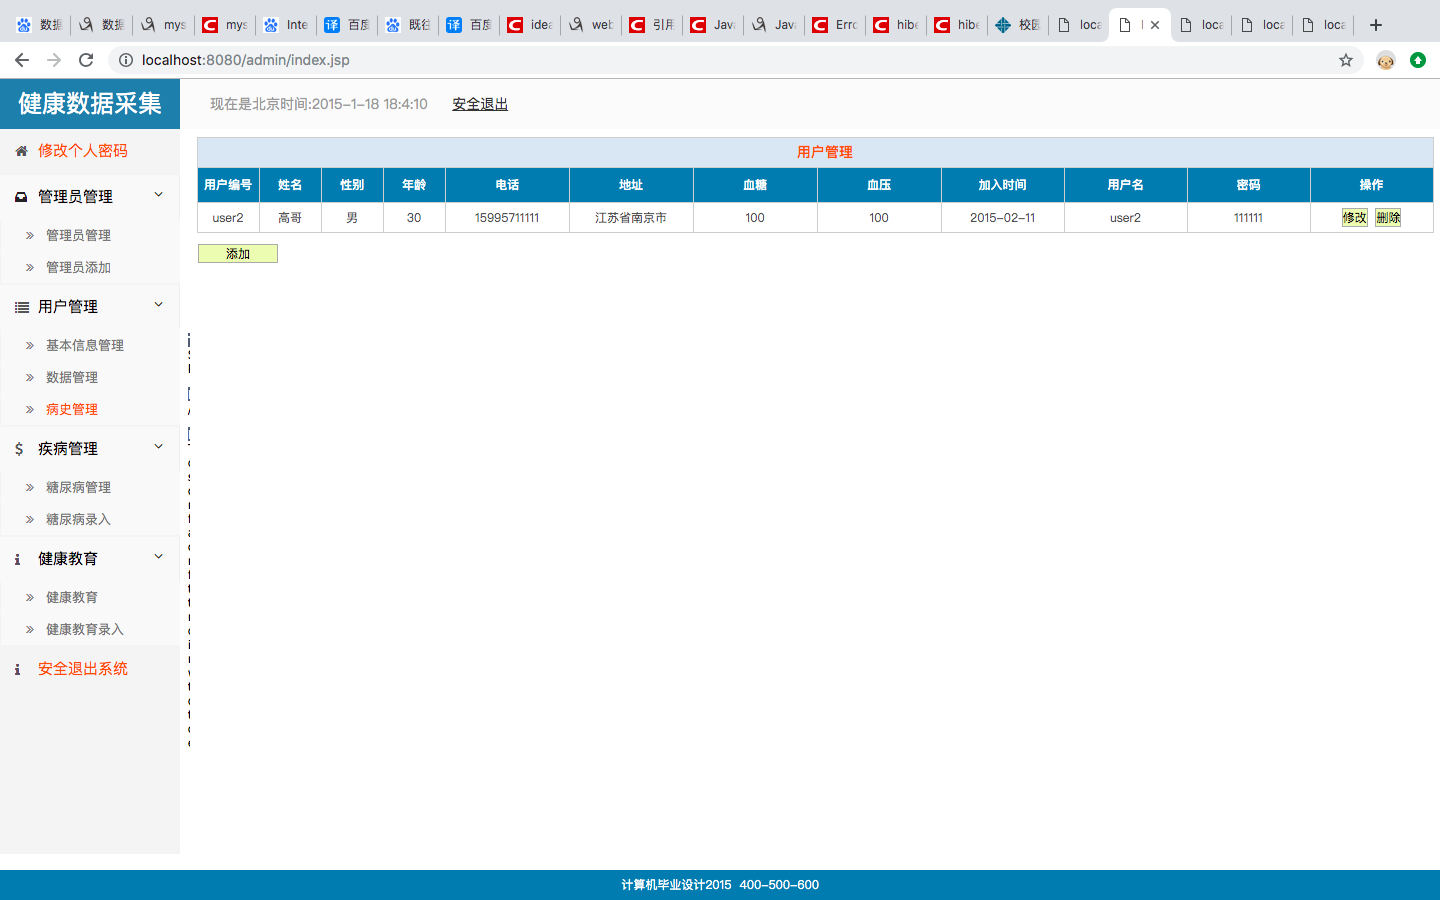 数据 数据 mys mys Inte 百度 既往 百度 idea web 引用 Java Java Erro hibe hibe 校园 loca loca loca loca
localhost:8080/admin/index.jsp
健康数据采集
现在是北京时间:2015-1-18 18:4:10 安全退出
修改个人密码
管理员管理
管理员管理
管理员添加
用户管理
基本信息管理
数据管理
病史管理
疾病管理
糖尿病管理
糖尿病录入
健康教育
健康教育
健康教育录入
安全退出系统
用户管理
用户编号 姓名 性别 年龄 电话 地址 血糖 血压 加入时间 用户名 密码 操作
user2 高哥 男 30 15995711111 江苏省南京市 100 100 2015-02-11 user2 111111 修改 删除
添加
计算机毕业设计2015 400-500-600